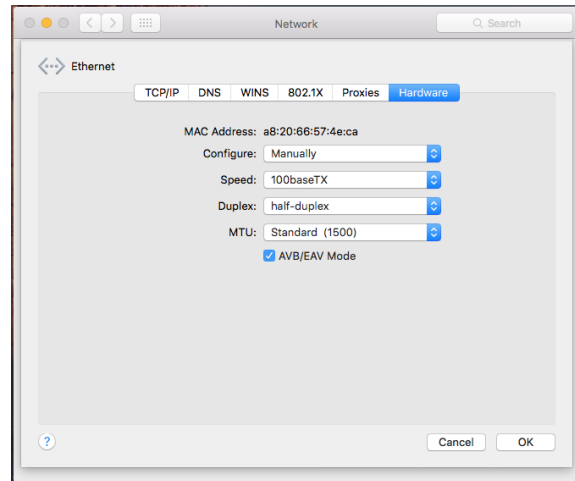 Network
Search
Ethernet
TCP/IP DNS WINS 802.1X Proxies Hardware
MAC Address: a8:20:66:57:4e:ca
Configure: Manually
Speed: 100baseTX
Duplex: half-duplex
MTU: Standard (1500)
AVB/EAV Mode
? Cancel OK